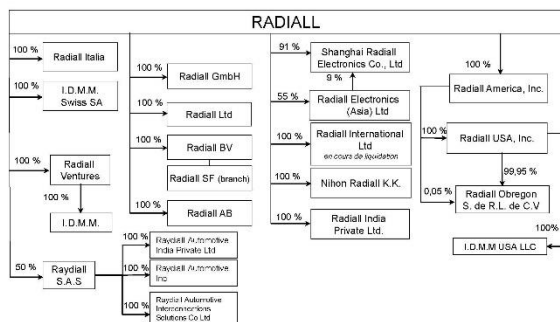 RADIALL
100 %
Radiall Italia
100 %
I.D.M.M.
Swiss SA
100 %
Radiall
Ventures
100 %
I.D.M.M.
50 %
Raydiall
S.A.S
100 %
Raydiall Automotive
India Private Ltd
100 %
Raydiall Automotive
Inc
100 %
Raydiall Automotive
Interconnections
Solutions Co Ltd
100 %
Radiall GmbH
100 %
Radiall Ltd
100 %
Radiall BV
Radiall SF (branch)
100 %
Radiall AB
91 %
Shanghai Radiall
Electronics Co., Ltd
9 %
55 %
Radiall Electronics
(Asia) Ltd
100 %
Radiall International
Ltd
en cours de liquidation
100 %
Nihon Radiall K.K.
100 %
Radiall India
Private Ltd.
100 %
Radiall America, Inc.
100 %
Radiall USA, Inc.
99,95 %
0,05 %
Radiall Obregon
S. de R.L. de C.V
100%
I.D.M.M USA LLC